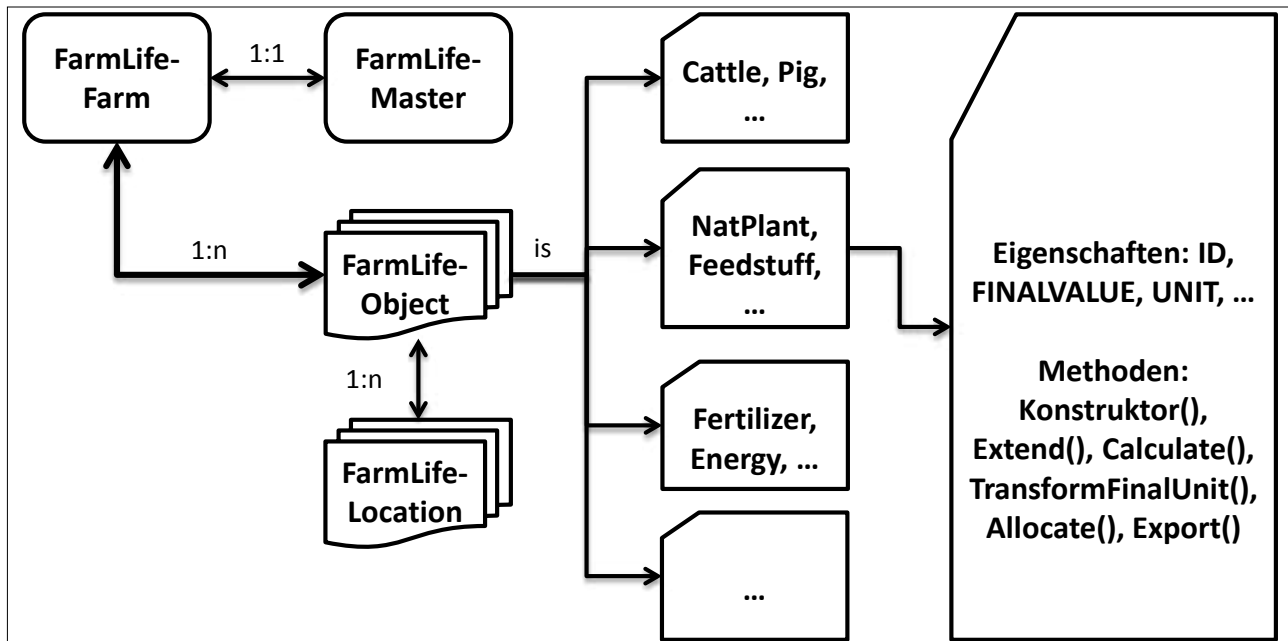 FarmLife-
Farm
1:1
FarmLife-
Master
1:n
FarmLife-
Object
is
1:n
FarmLife-
Location
Cattle, Pig,
…
NatPlant,
Feedstuff,
…
Fertilizer,
Energy, …
…
Eigenschaften: ID,
FINALVALUE, UNIT, …
Methoden:
Konstruktor(),
Extend(), Calculate(),
TransformFinalUnit(),
Allocate(), Export()